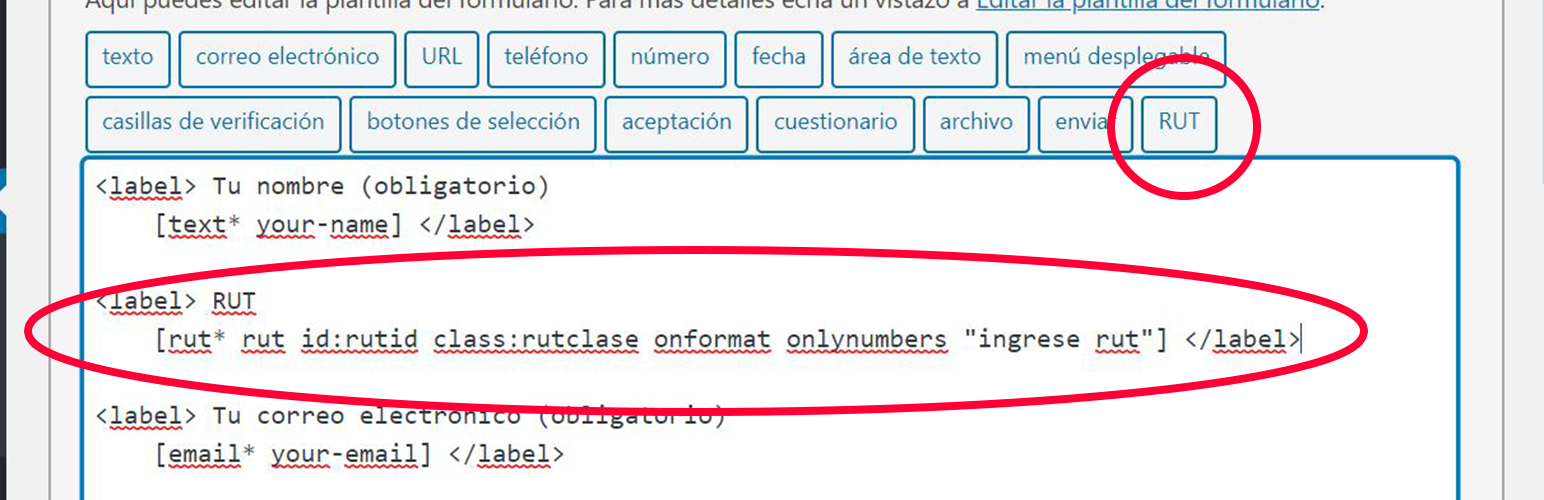 Aquí puedes editar la plantilla del formulario. Para más detalles echa un vistazo a Editar la plantilla del formulario.
texto correo electrónico URL teléfono número fecha área de texto menú desplegable
casillas de verificación botones de selección aceptación cuestionario archivo enviar RUT
<label> Tu nombre (obligatorio)
[text* your-name] </label>
<label> RUT
[rut* rut id:rutid class:rutclase onformat onlynumbers "ingrese rut"] </label>
<label> Tu correo electrónico (obligatorio)
[email* your-email] </label>